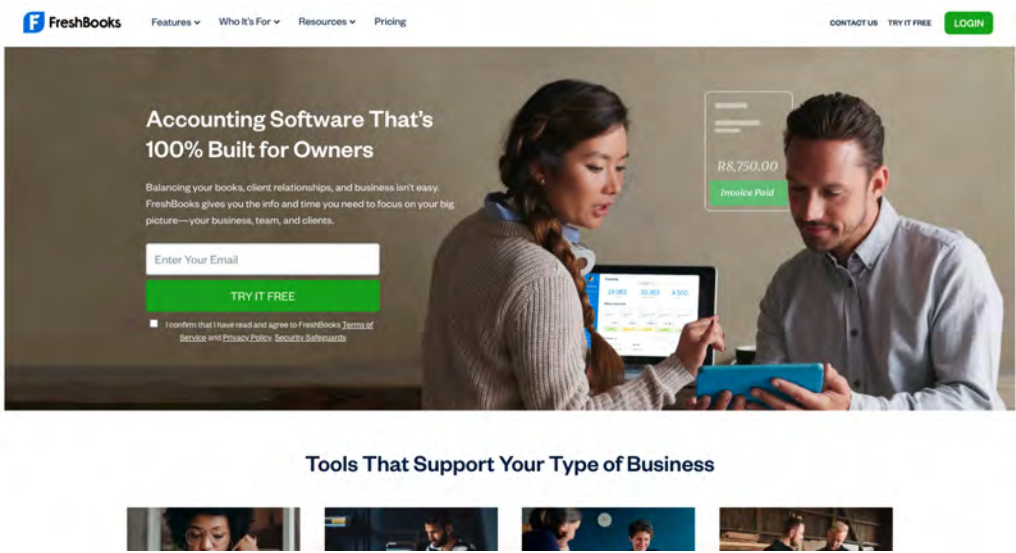 FreshBooks
Features
Who It's For
Resources
Pricing
CONTACT US
TRY IT FREE
LOGIN
Accounting Software That's
100% Built for Owners
Balancing your books, client relationships, and business isn't easy.
FreshBooks gives you the info and time you need to focus on your big
picture—your business, team, and clients.
Enter Your Email
TRY IT FREE
I confirm that I have read and agree to FreshBooks Terms of
Service and Privacy Policy, Security Safeguards
R8,750.00
Invoice Paid
Tools That Support Your Type of Business